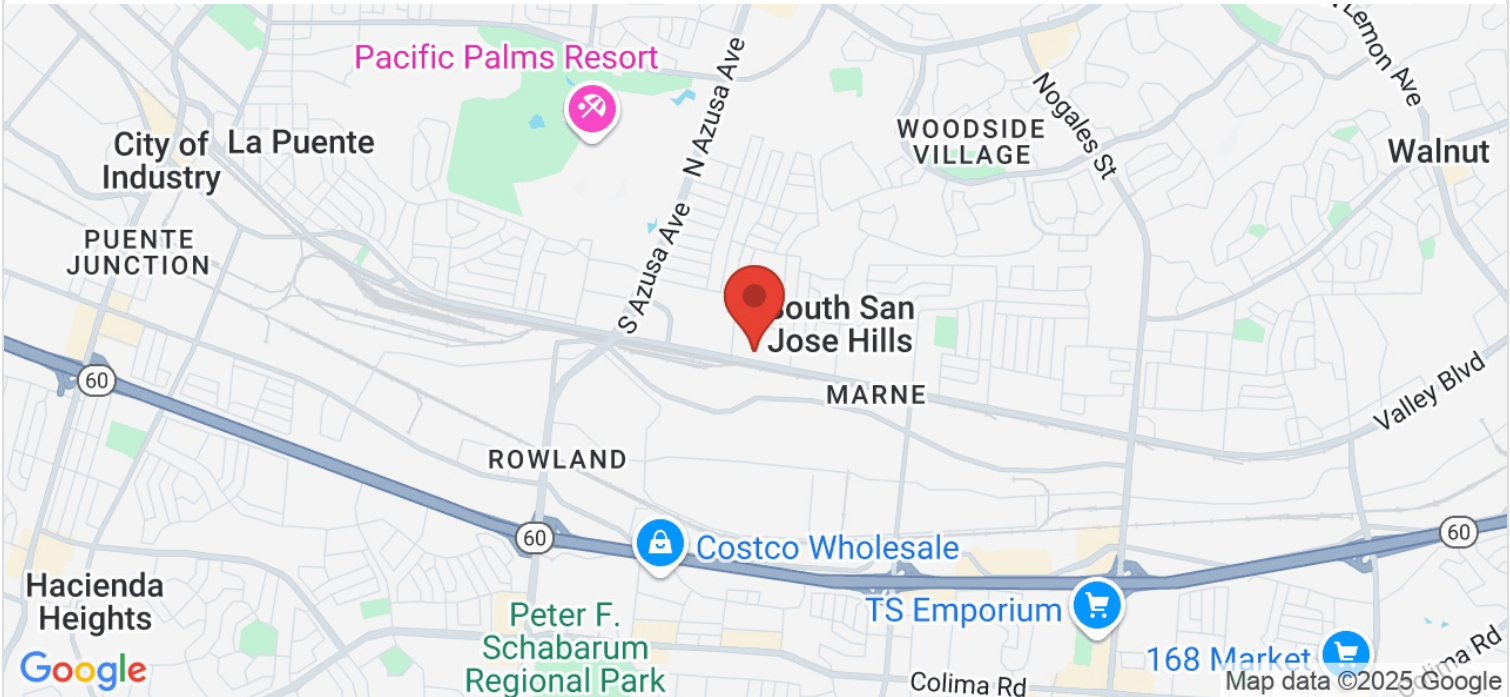 Pacific Palms Resort
N Azusa Ave
S Azusa Ave
Nogales St
Lemon Ave
City of
Industry
La Puente
WOODSIDE
VILLAGE
Walnut
PUENTE
JUNCTION
South San
Jose Hills
MARNE
Valley Blvd
60
ROWLAND
60
60
Costco Wholesale
Hacienda
Heights
Peter F.
Schabarum
Regional Park
TS Emporium
168 Market
Colima Rd
Colima Rd
Google
Map data ©2025 Google